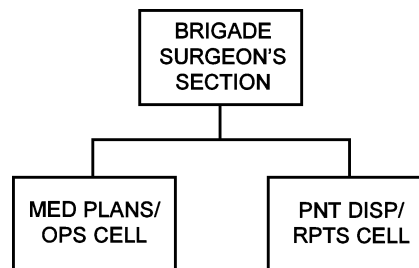 BRIGADE
SURGEON'S
SECTION
MED PLANS/
OPS CELL
PNT DISP/
RPTS CELL